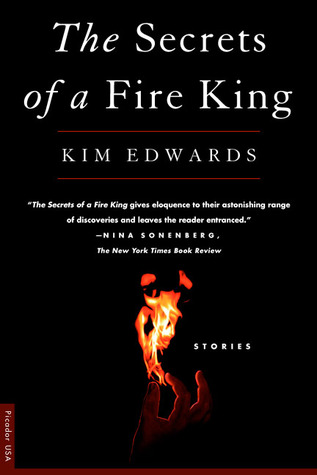 The Secrets
of a Fire King
KIM EDWARDS
“The Secrets of a Fire King gives eloquence to their astonishing range
of discoveries and leaves the reader entranced.”
—NINA SONENBERG,
The New York Times Book Review
STORIES
Picador USA